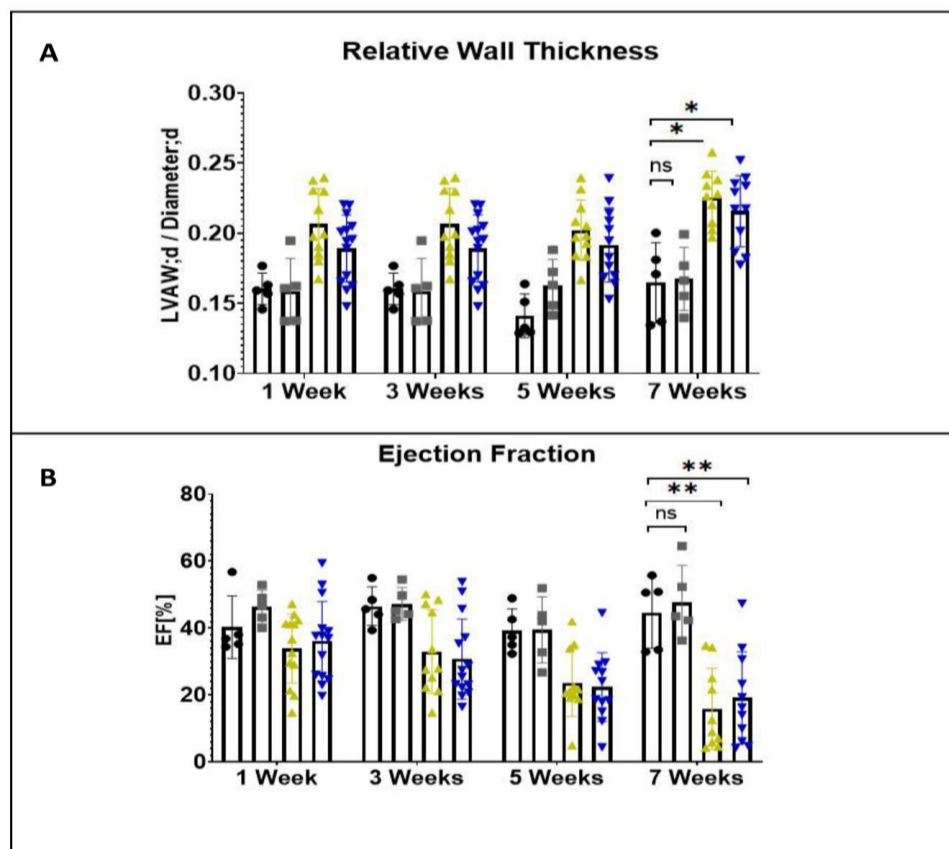 A
Relative Wall Thickness
LVAW;d / Diameter;d
0.30
0.25
0.20
0.15
0.10
ns
*
*
1 Week
3 Weeks
5 Weeks
7 Weeks
B
Ejection Fraction
EF[%]
80
60
40
20
0
ns
**
**
1 Week
3 Weeks
5 Weeks
7 Weeks